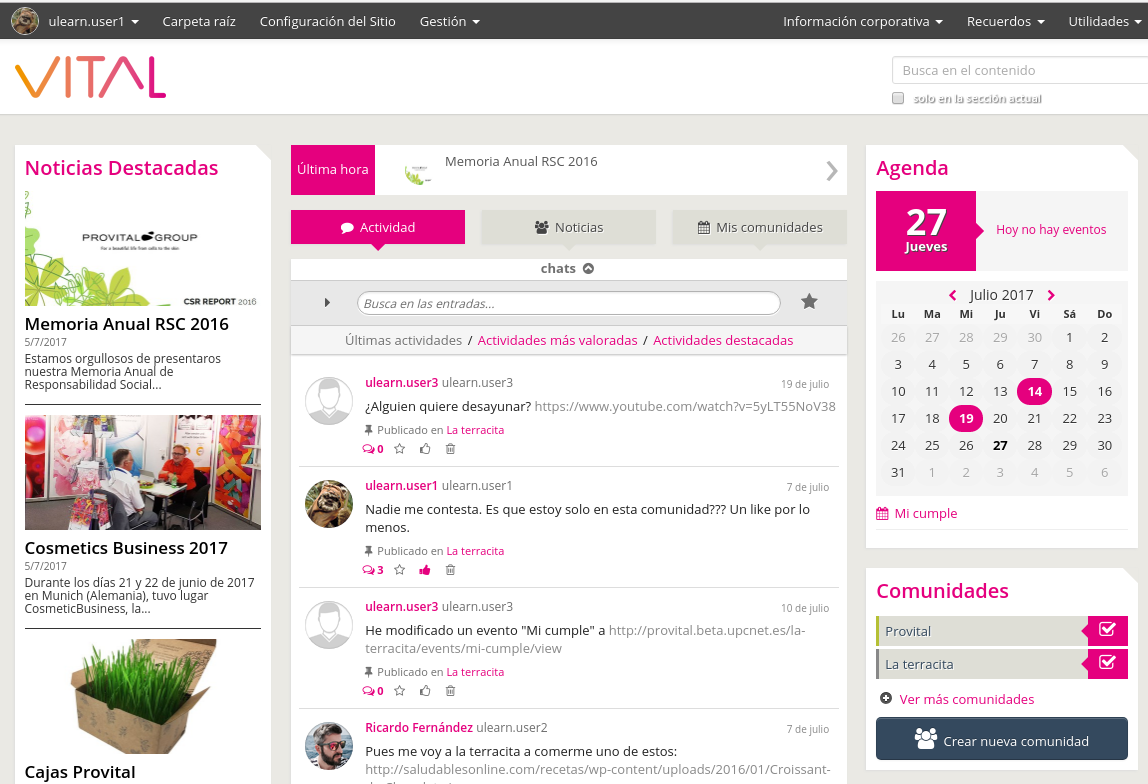 ulearn.user1 Carpeta raíz Configuración del Sitio Gestión Información corporativa Recuerdos Utilidades
VITAL
Busca en el contenido
solo en la sección actual
Noticias Destacadas
PROVITAL GROUP
For a beautiful life from cells to the skin
CSR REPORT 2016
Memoria Anual RSC 2016
5/7/2017
Estamos orgullosos de presentaros
nuestra Memoria Anual de
Responsabilidad Social...
Cosmetics Business 2017
5/7/2017
Durante los días 21 y 22 de junio de 2017
en Munich (Alemania), tuvo lugar
CosmeticBusiness, la...
Cajas Provital
Última hora
Memoria Anual RSC 2016
Actividad Noticias Mis comunidades
chats
Busca en las entradas...
Últimas actividades / Actividades más valoradas / Actividades destacadas
ulearn.user3 ulearn.user3 19 de julio
¿Alguien quiere desayunar? https://www.youtube.com/watch?v=5yLT55NoV38
Publicado en La terracita
0
ulearn.user1 ulearn.user1 7 de julio
Nadie me contesta. Es que estoy solo en esta comunidad??? Un like por lo
menos.
Publicado en La terracita
3
ulearn.user3 ulearn.user3 10 de julio
He modificado un evento "Mi cumple" a http://provital.beta.upcnet.es/la-
terracita/events/mi-cumple/view
Publicado en La terracita
0
Ricardo Fernández ulearn.user2 7 de julio
Pues me voy a la terracita a comerme uno de estos:
http://saludablesonline.com/recetas/wp-content/uploads/2016/01/Croissant-
Agenda
27
Jueves
Hoy no hay eventos
Julio 2017
Lu Ma Mi Ju Vi Sá Do
26 27 28 29 30 1 2
3 4 5 6 7 8 9
10 11 12 13 14 15 16
17 18 19 20 21 22 23
24 25 26 27 28 29 30
31 1 2 3 4 5 6
Mi cumple
Comunidades
Provital
La terracita
Ver más comunidades
Crear nueva comunidad